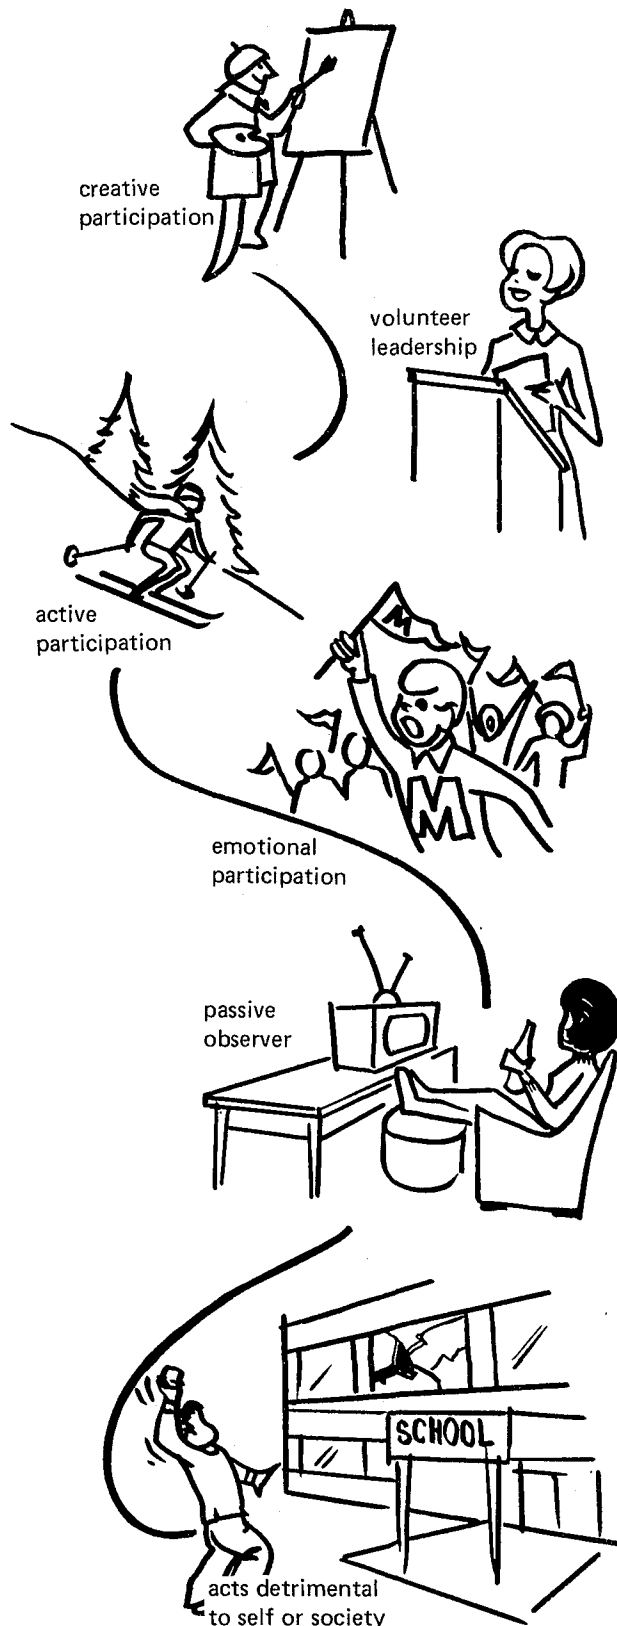 creative
participation
volunteer
leadership
active
participation
M
M
emotional
participation
passive
observer
SCHOOL
acts detrimental
to self or society